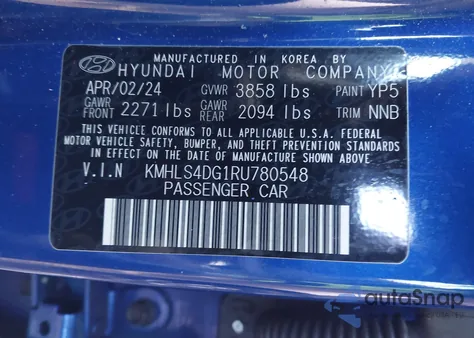 MANUFACTURED IN KOREA BY
HYUNDAI MOTOR COMPANY
APR/02/24 GVWR 3858 lbs PAINT YP5
GAWR FRONT 2271 lbs GAWR REAR 2094 lbs TRIM NNB
THIS VEHICLE CONFORMS TO ALL APPLICABLE U.S.A. FEDERAL
MOTOR VEHICLE SAFETY, BUMPER, AND THEFT PREVENTION
STANDARDS IN EFFECT ON THE DATE OF MANUFACTURE SHOWN ABOVE.
V.I.N KMHLS4DG1RU780548
PASSENGER CAR
autoSnap